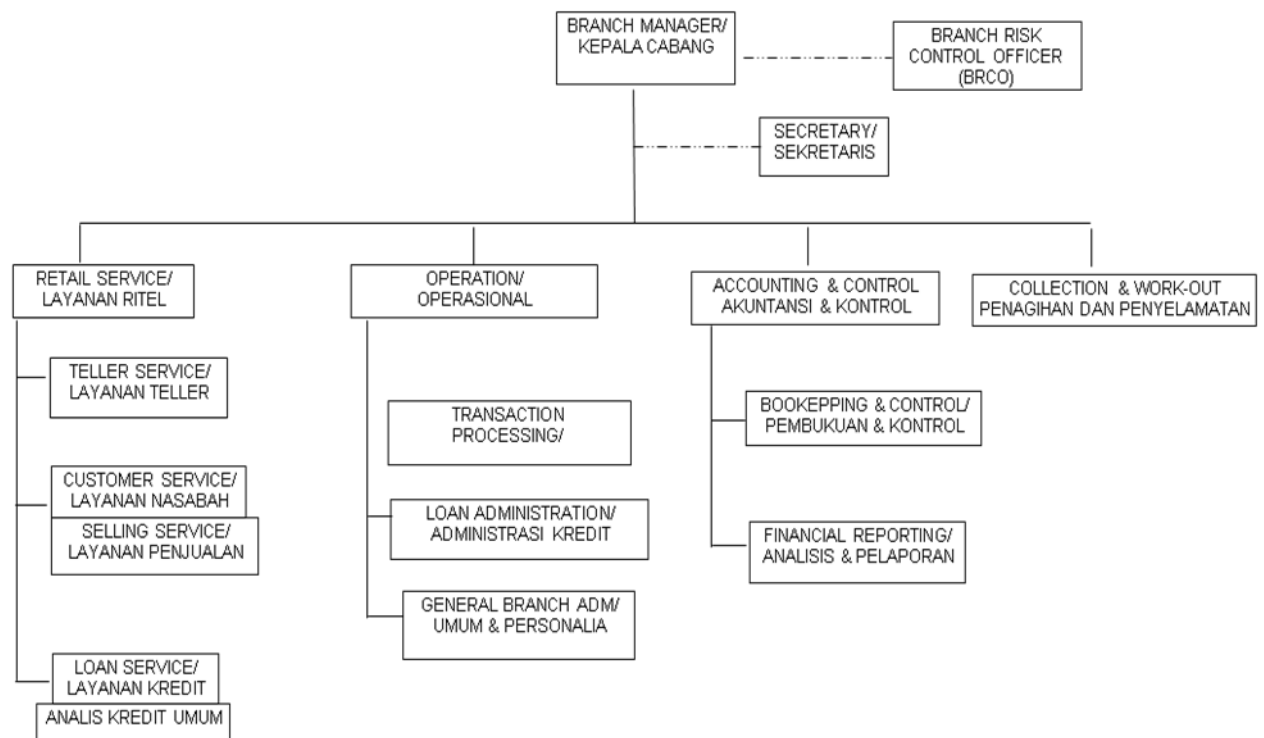 BRANCH MANAGER/
KEPALA CABANG
BRANCH RISK
CONTROL OFFICER
(BRCO)
SECRETARY/
SEKRETARIS
RETAIL SERVICE/
LAYANAN RITEL
OPERATION/
OPERASIONAL
ACCOUNTING & CONTROL
AKUNTANSI & KONTROL
COLLECTION & WORK-OUT
PENAGIHAN DAN PENYELAMATAN
TELLER SERVICE/
LAYANAN TELLER
CUSTOMER SERVICE/
LAYANAN NASABAH
SELLING SERVICE/
LAYANAN PENJUALAN
LOAN SERVICE/
LAYANAN KREDIT
ANALIS KREDIT UMUM
TRANSACTION
PROCESSING/
LOAN ADMINISTRATION/
ADMINISTRASI KREDIT
GENERAL BRANCH ADM/
UMUM & PERSONALIA
BOOKEPPING & CONTROL/
PEMBUKUAN & KONTROL
FINANCIAL REPORTING/
ANALISIS & PELAPORAN